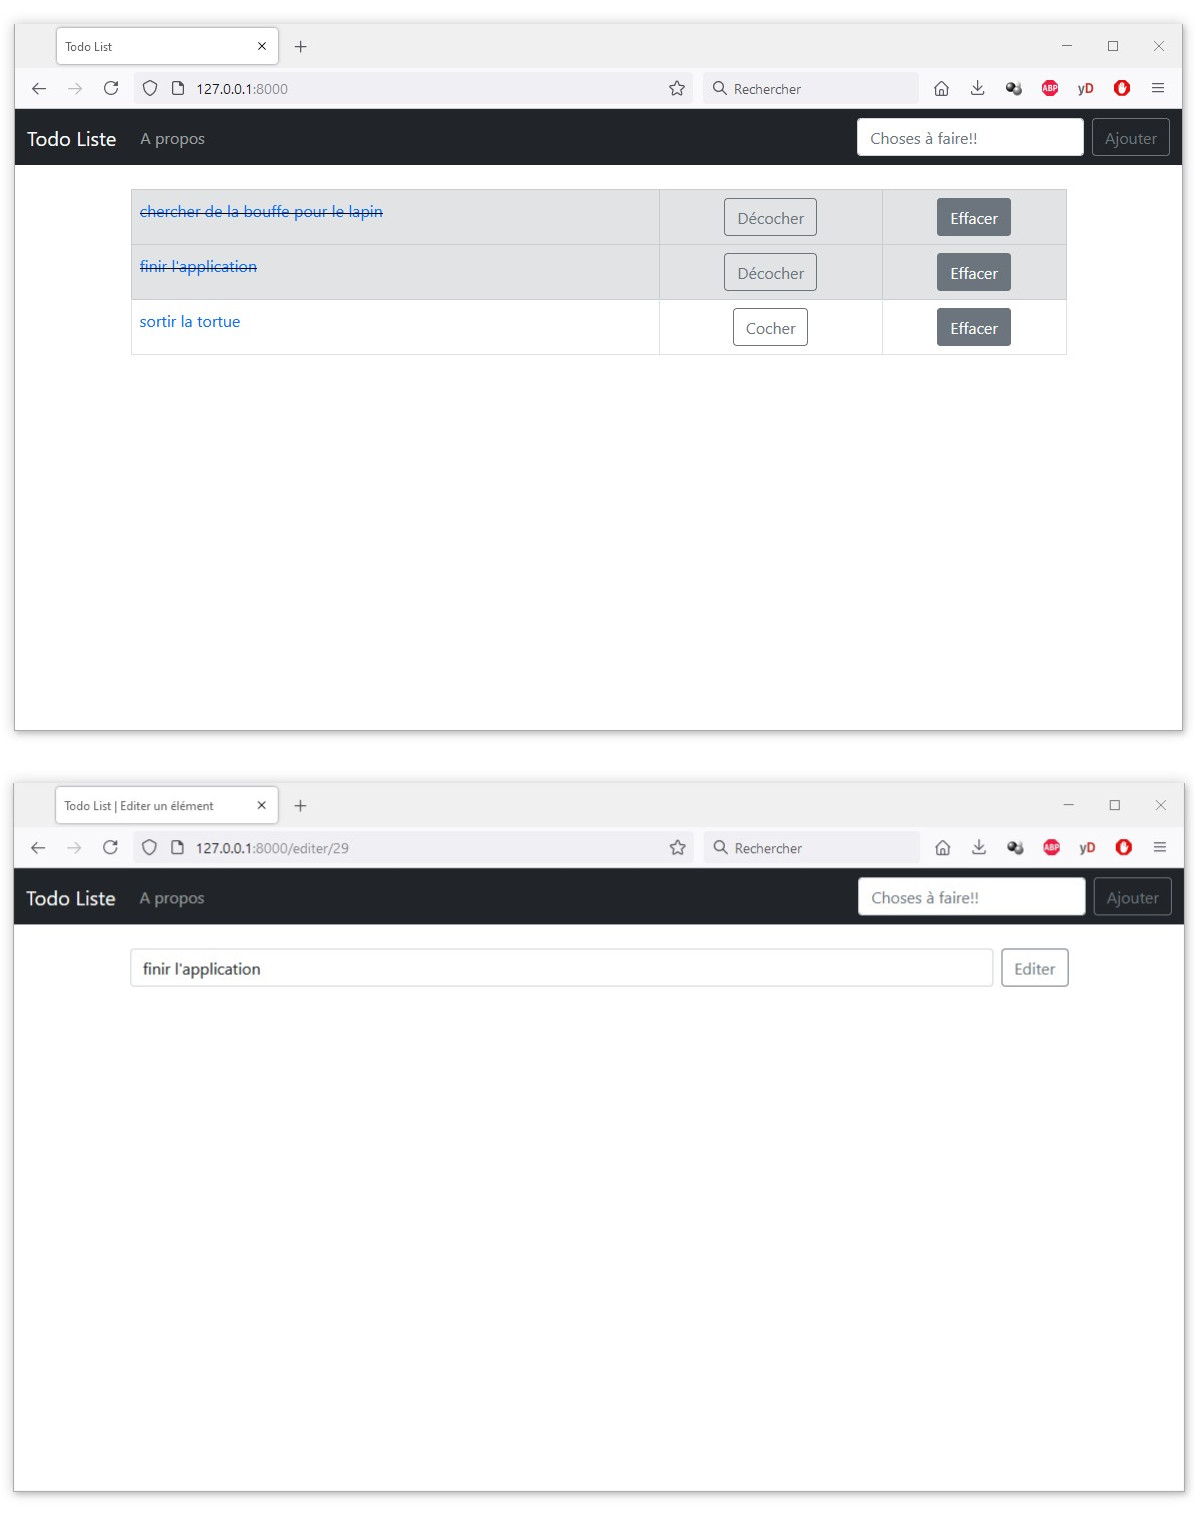 Todo List
127.0.0.1:8000
Rechercher
ABP
yD
Todo Liste
A propos
Choses à faire!!
Ajouter
chercher de la bouffe pour le lapin
Décocher
Effacer
finir l'application
Décocher
Effacer
sortir la tortue
Cocher
Effacer
Todo List | Editer un élément
127.0.0.1:8000/editer/29
Rechercher
ABP
yD
Todo Liste
A propos
Choses à faire!!
Ajouter
finir l'application
Editer